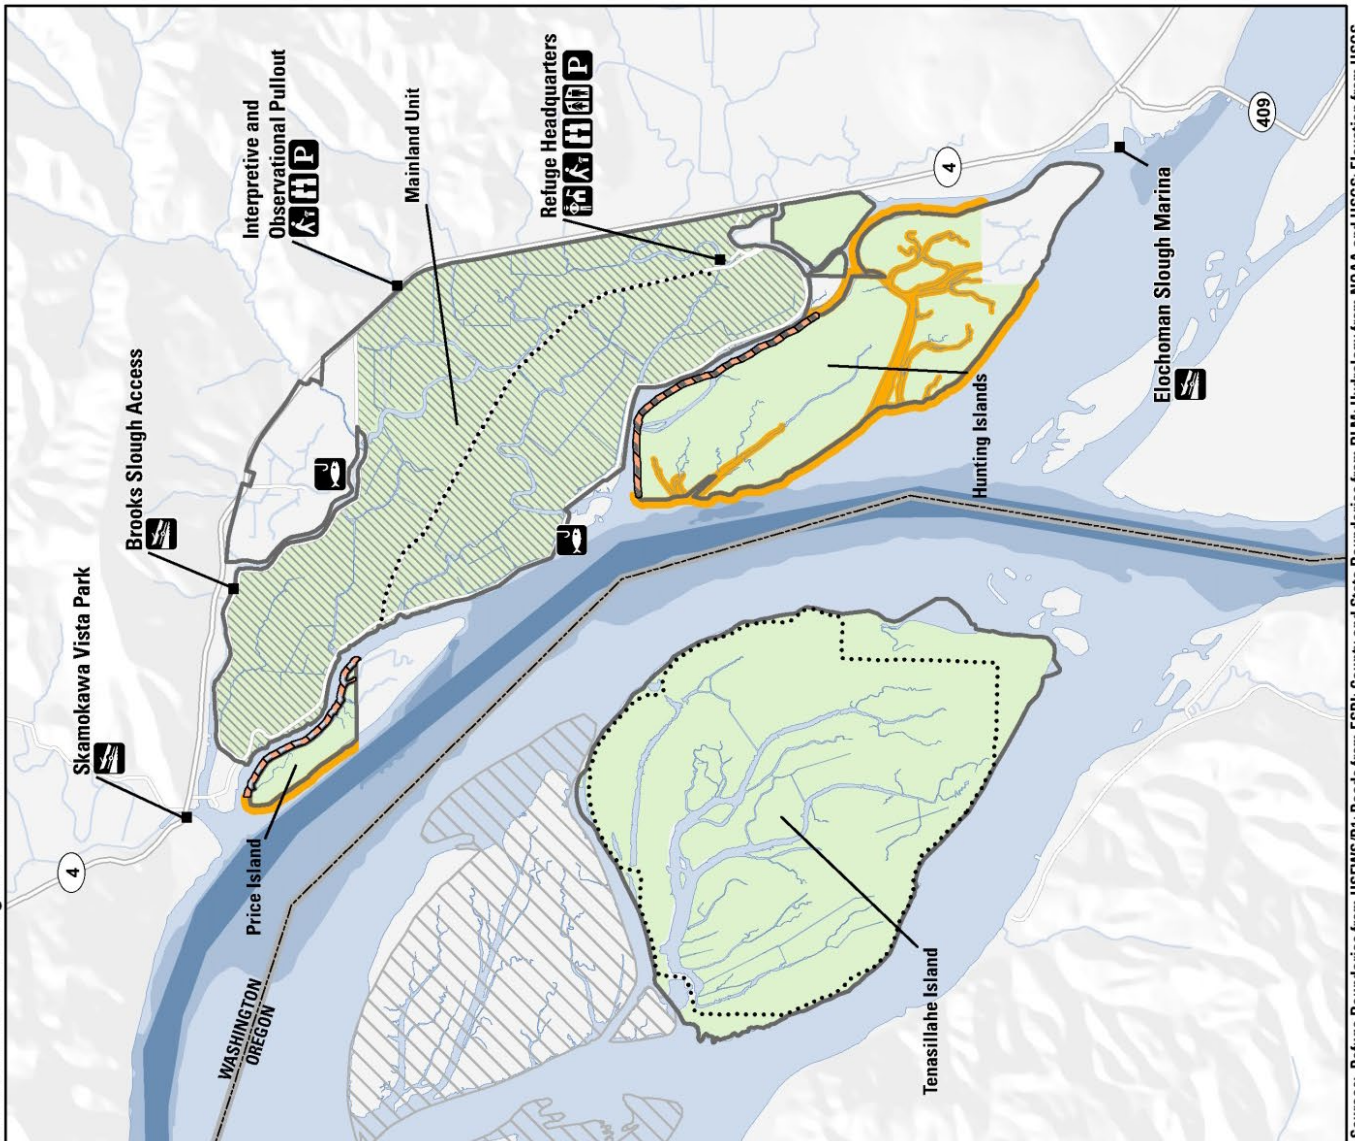 Skamokawa Vista Park
Brooks Slough Access
Interpretive and
Observational Pullout
P
Mainland Unit
Refuge Headquarters
P
4
4
409
Price Island
WASHINGTON
OREGON
Hunting Islands
Elochoman Slough Marina
Tenasillahe Island